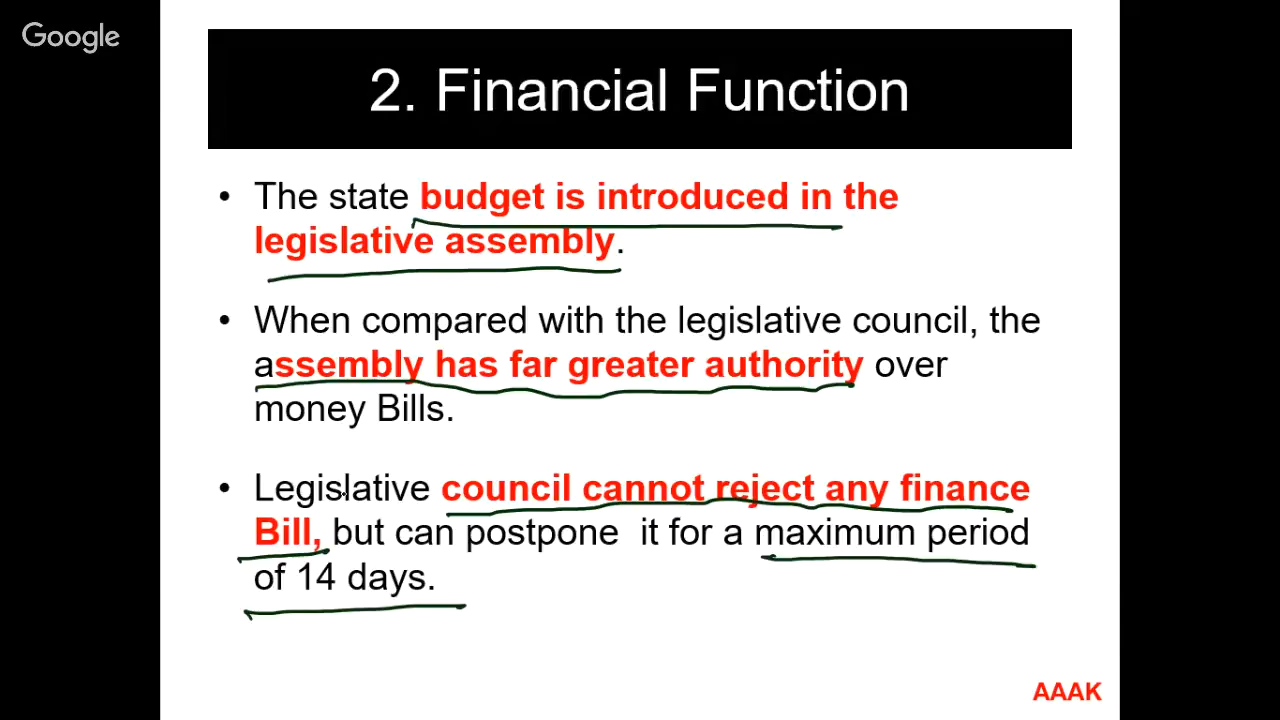 Google
2. Financial Function
• The state budget is introduced in the
legislative assembly.
• When compared with the legislative council, the
assembly has far greater authority over
money Bills.
• Legislative council cannot reject any finance
Bill, but can postpone it for a maximum period
of 14 days.
AAAK